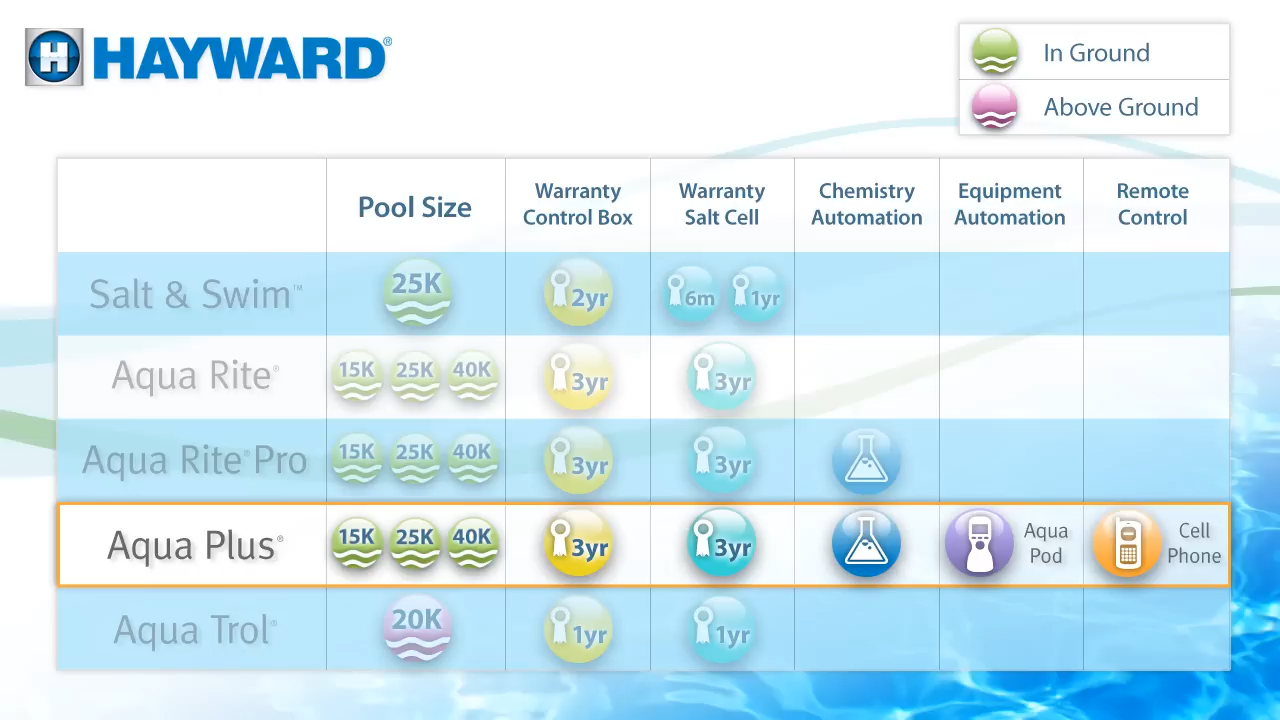 H HAYWARD®
In Ground
Above Ground
Pool Size
Warranty
Control Box
Warranty
Salt Cell
Chemistry
Automation
Equipment
Automation
Remote
Control
Salt & Swim™
25K
2yr
6m
1yr
Aqua Rite®
15K
25K
40K
3yr
3yr
Aqua Rite® Pro
15K
25K
40K
3yr
3yr
Aqua Plus®
15K
25K
40K
3yr
3yr
Aqua
Pod
Cell
Phone
Aqua Trol®
20K
1yr
1yr